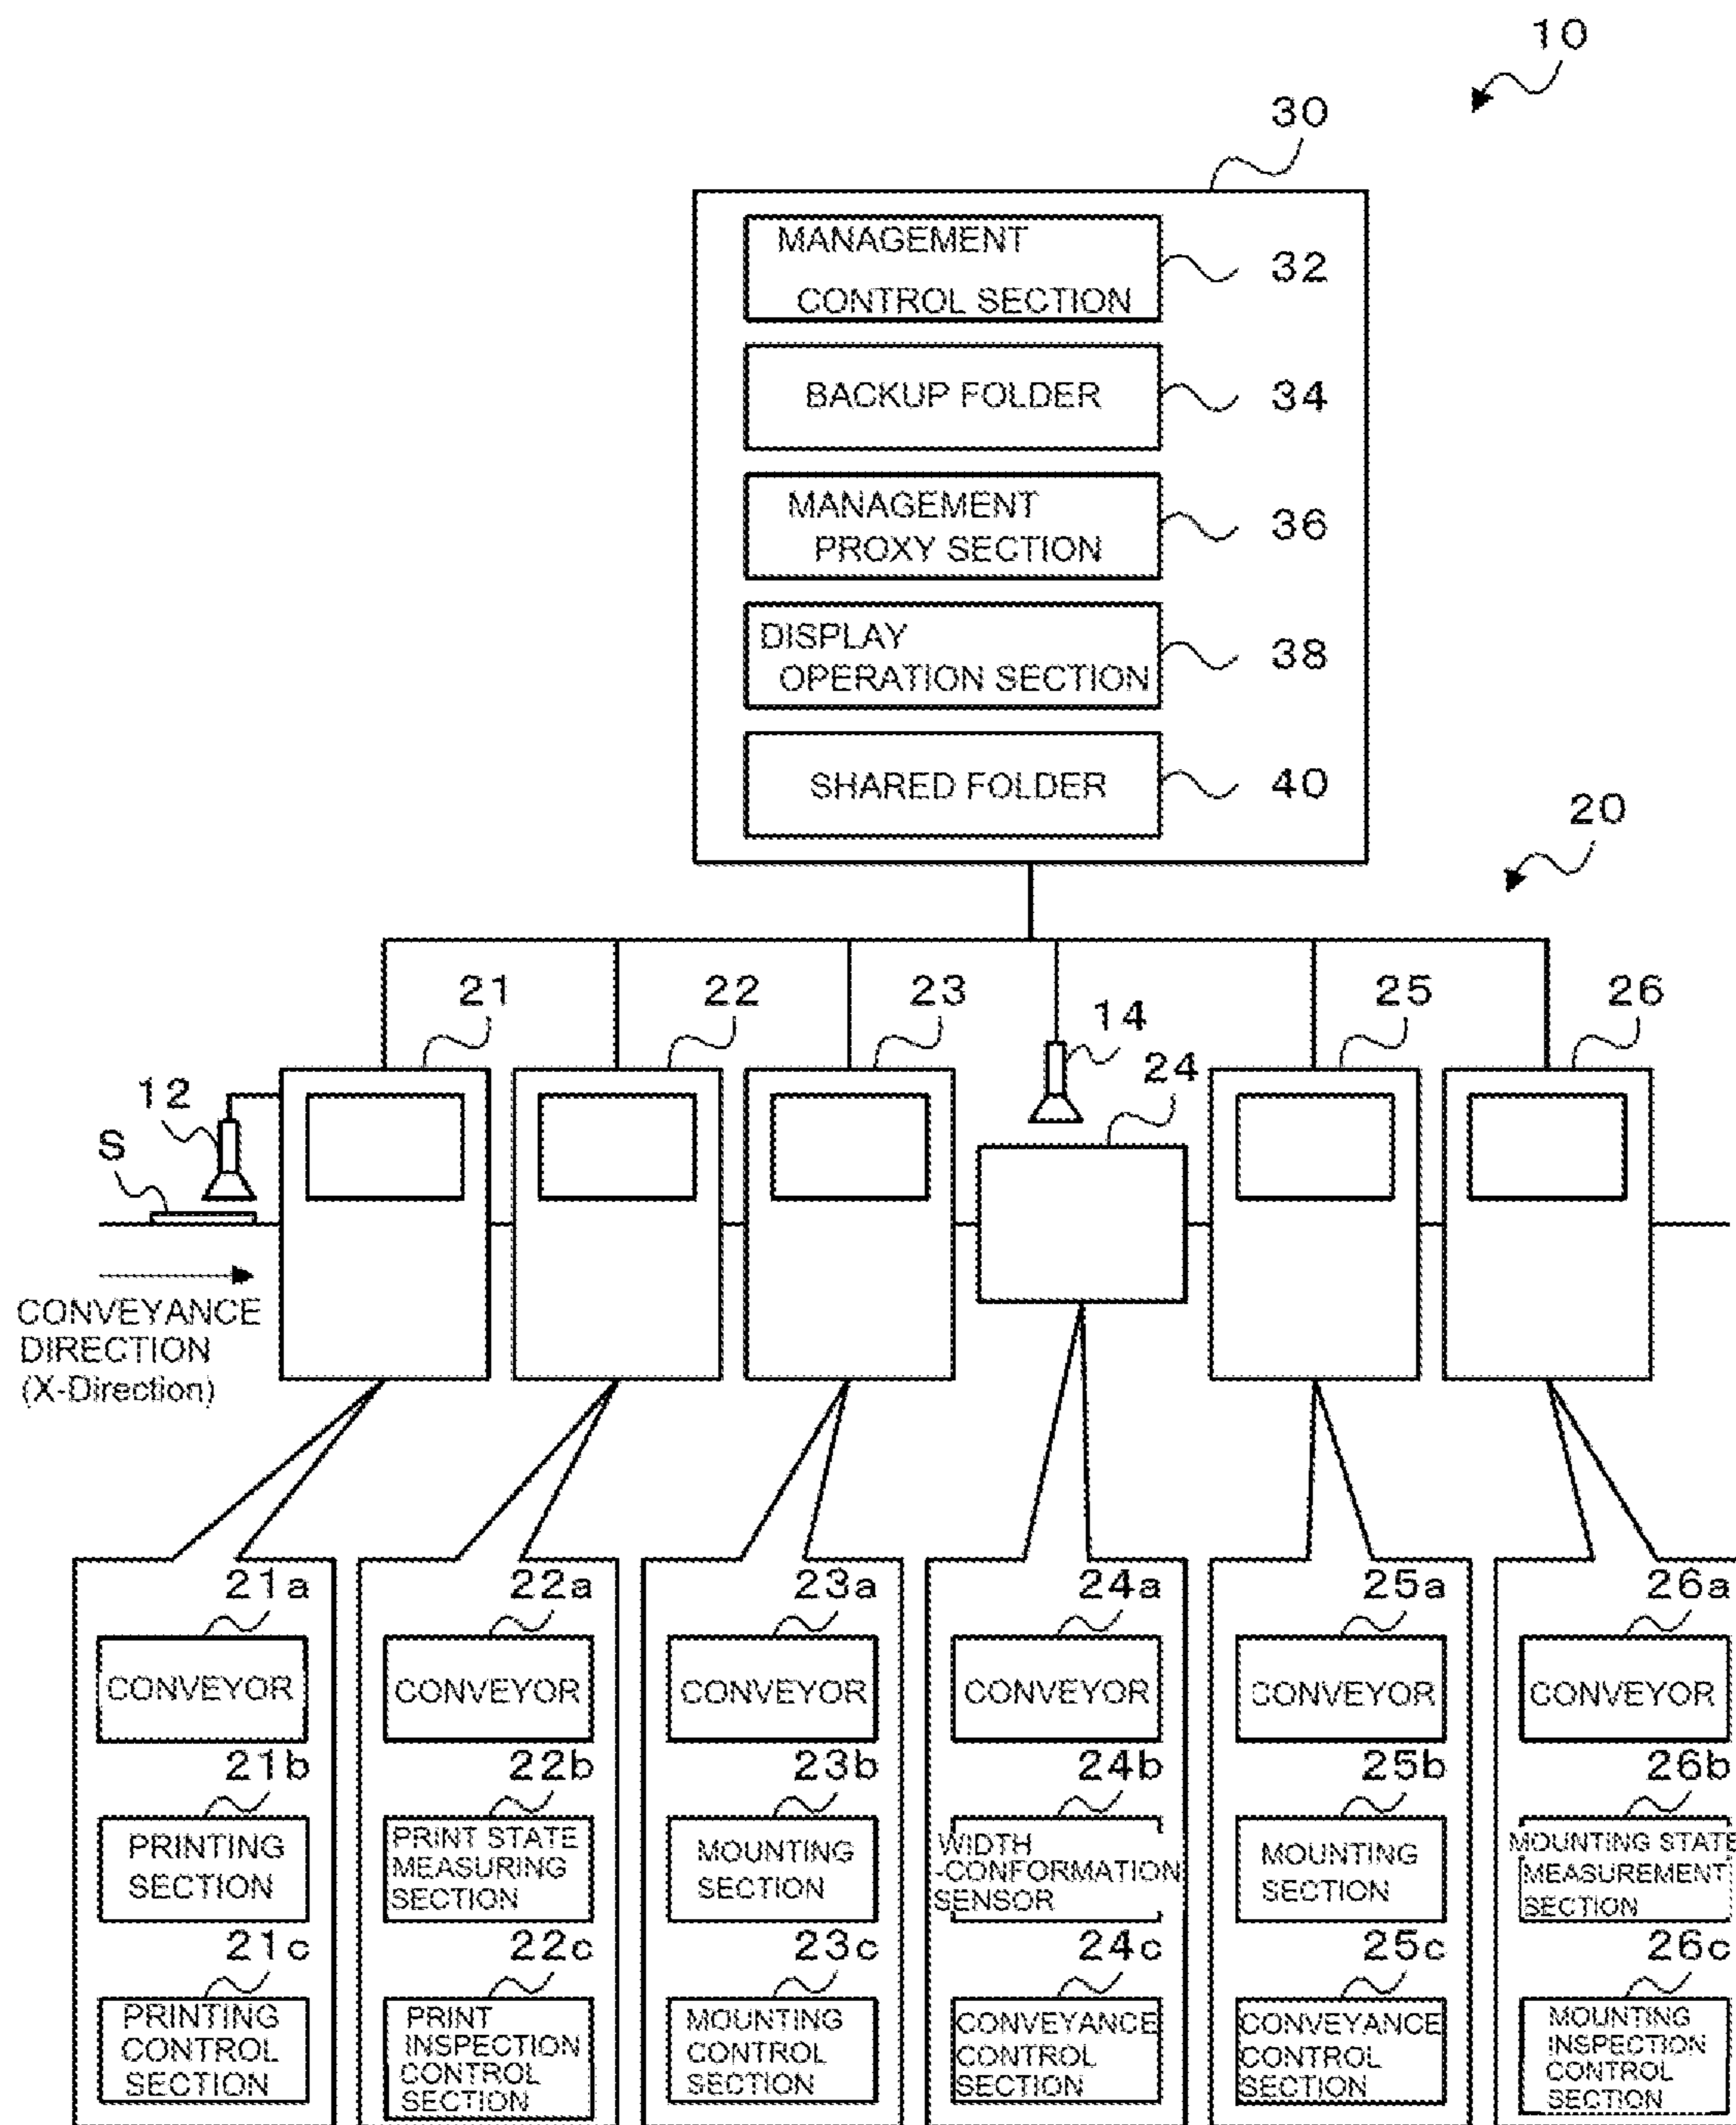 10
30
MANAGEMENT
CONTROL SECTION
32
BACKUP FOLDER
34
MANAGEMENT
PROXY SECTION
36
DISPLAY
OPERATION SECTION
38
SHARED FOLDER
40
20
21
22
23
14
24
25
26
12
S
CONVEYANCE
DIRECTION
(X-Direction)
21a
22a
23a
24a
25a
26a
CONVEYOR
CONVEYOR
CONVEYOR
CONVEYOR
CONVEYOR
CONVEYOR
21b
22b
23b
24b
25b
26b
PRINTING
SECTION
PRINT STATE
MEASURING
SECTION
MOUNTING
SECTION
WIDTH
-CONFORMATION
SENSOR
MOUNTING
SECTION
MOUNTING STATE
MEASUREMENT
SECTION
21c
22c
23c
24c
25c
26c
PRINTING
CONTROL
SECTION
PRINT
INSPECTION
CONTROL
SECTION
MOUNTING
CONTROL
SECTION
CONVEYANCE
CONTROL
SECTION
CONVEYANCE
CONTROL
SECTION
MOUNTING
INSPECTION
CONTROL
SECTION